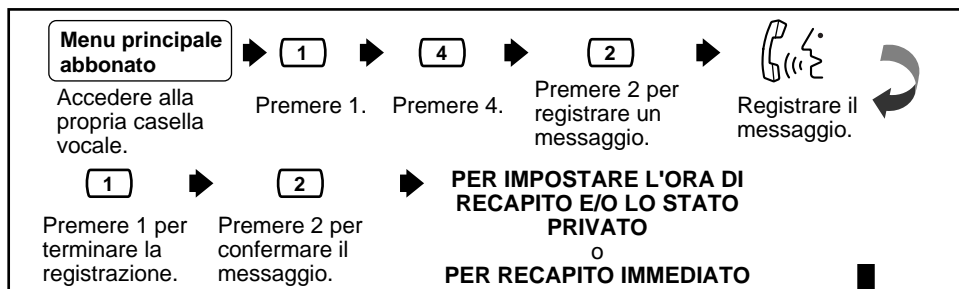 Menu principale
abbonato
1
4
2
Accedere alla
propria casella
vocale.
Premere 1.
Premere 4.
Premere 2 per
registrare un
messaggio.
Registrare il
messaggio.
1
2
Premere 1 per
terminare la
registrazione.
Premere 2 per
confermare il
messaggio.
PER IMPOSTARE L'ORA DI
RECAPITO E/O LO STATO
PRIVATO
o
PER RECAPITO IMMEDIATO